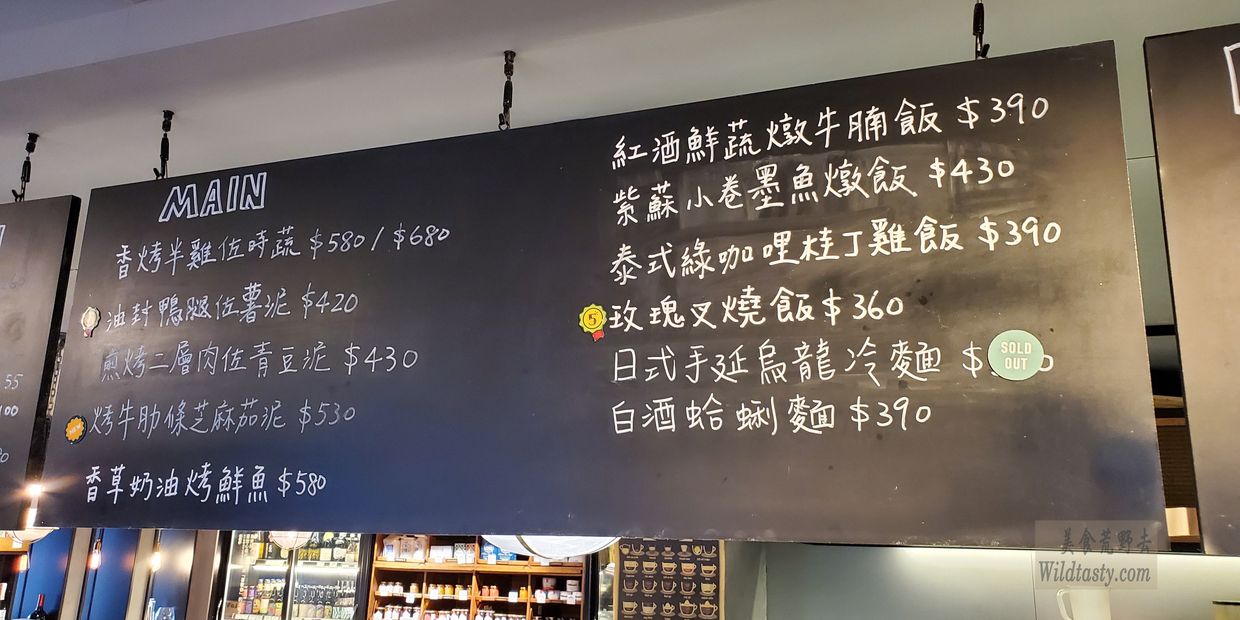 MAIN
香烤半雞佐時蔬 $580/$680
油封鴨腿佐薯泥 $420
煎烤二層肉佐青豆泥 $430
烤牛肋條芝麻茄泥 $530
香草奶油烤鮮魚 $580
紅酒鮮蔬燉牛腩飯 $390
紫蘇小卷墨魚燉飯 $430
泰式綠咖哩桂丁雞飯 $390
5
玫瑰叉燒飯 $360
日式手延烏龍冷麵 $
SOLD
OUT
白酒蛤蜊麵 $390
55
美食荒野去
Wildtasty.com